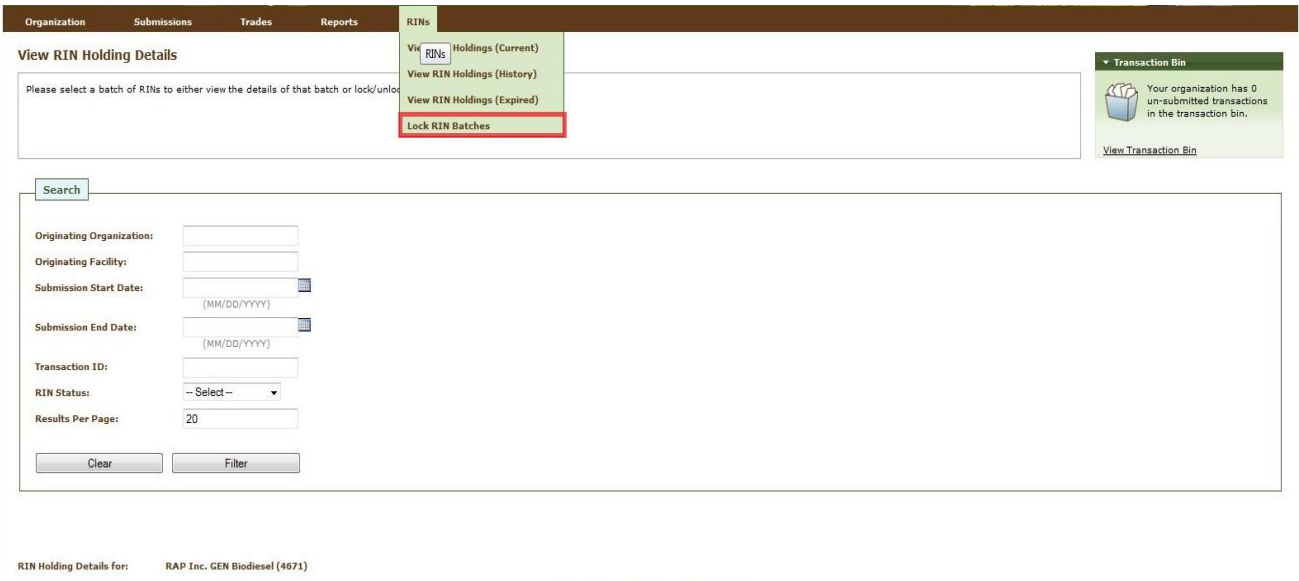 Organization Submissions Trades Reports RINs
View RIN Holding Details
RINs Holdings (Current)
View RIN Holdings (History)
View RIN Holdings (Expired)
Lock RIN Batches
Please select a batch of RINs to either view the details of that batch or
Transaction Bin
Your organization has 0
un-submitted transactions
in the transaction bin.
View Transaction Bin
Search
Originating Organization:
Originating Facility:
Submission Start Date:
(MM/DD/YYYY)
Submission End Date:
(MM/DD/YYYY)
Transaction ID:
RIN Status: -- Select --
Results Per Page: 20
Clear Filter
RIN Holding Details for: RAP Inc. GEN Biodiesel (4671)